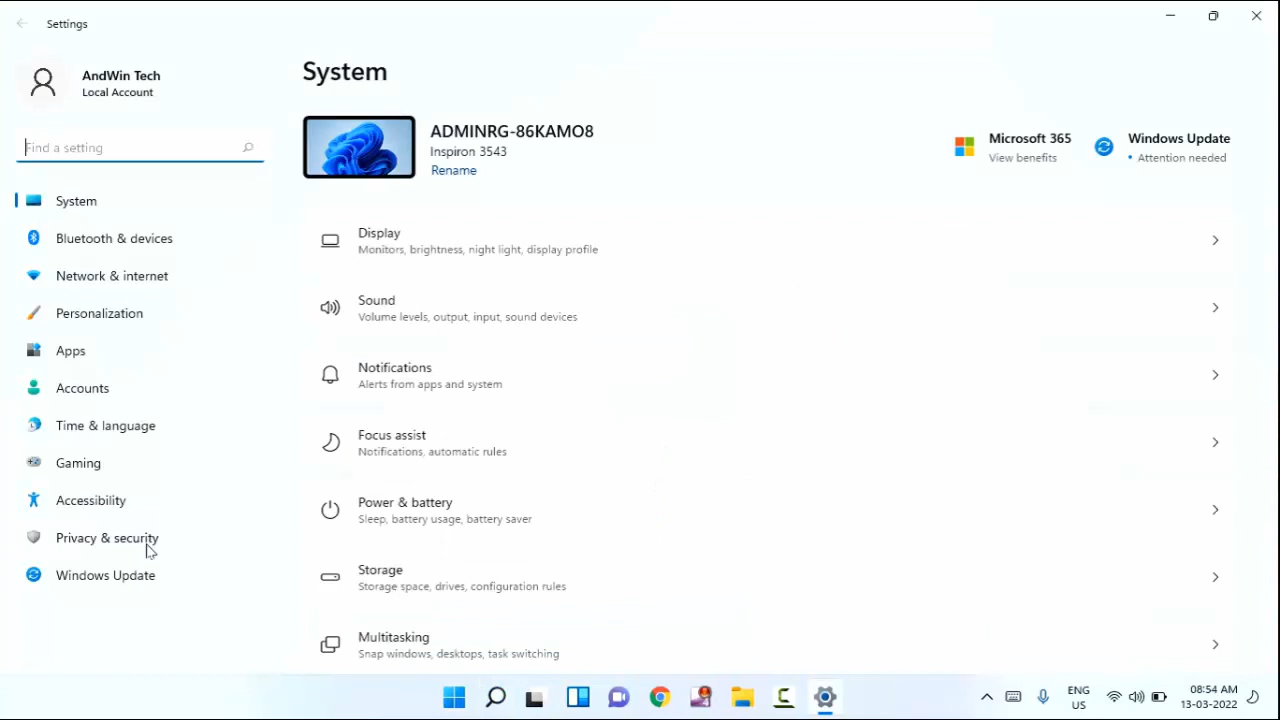 Settings
AndWin Tech
Local Account
Find a setting
System
Bluetooth & devices
Network & internet
Personalization
Apps
Accounts
Time & language
Gaming
Accessibility
Privacy & security
Windows Update
System
ADMINRG-86KAMO8
Inspiron 3543
Rename
Microsoft 365
View benefits
Windows Update
• Attention needed
Display
Monitors, brightness, night light, display profile
Sound
Volume levels, output, input, sound devices
Notifications
Alerts from apps and system
Focus assist
Notifications, automatic rules
Power & battery
Sleep, battery usage, battery saver
Storage
Storage space, drives, configuration rules
Multitasking
Snap windows, desktops, task switching
ENG
US
08:54 AM
13-03-2022